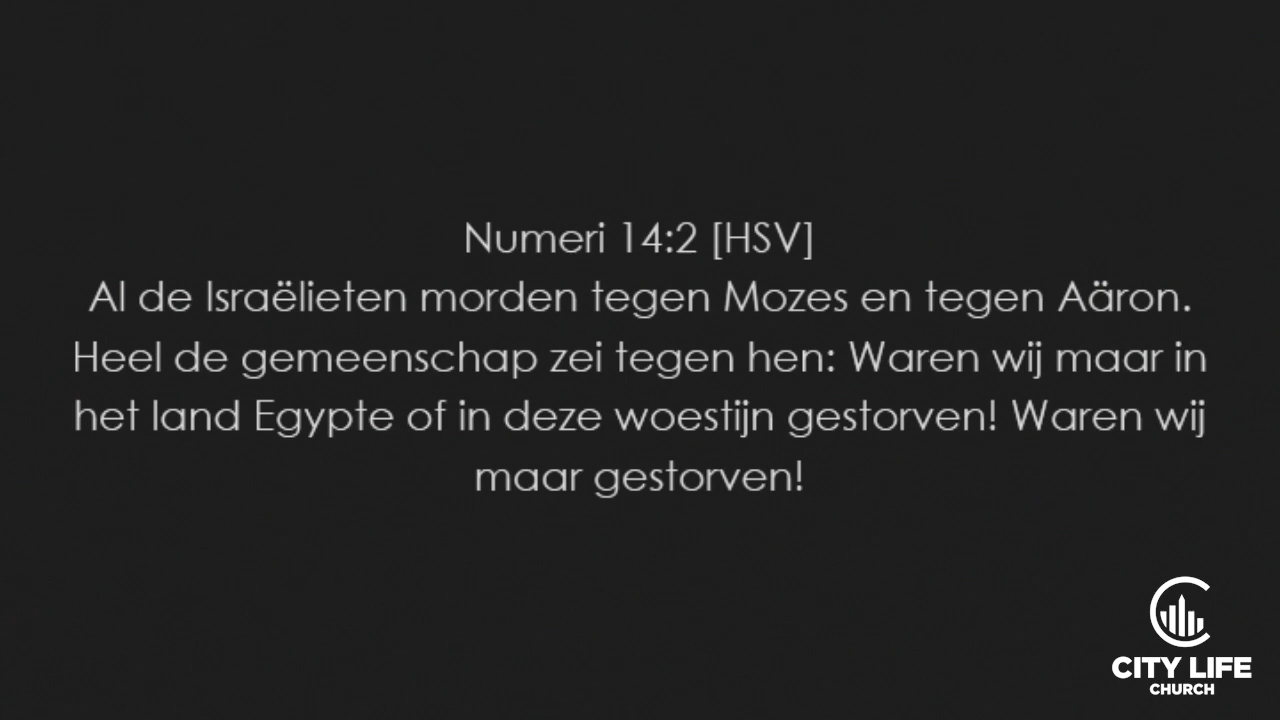 Numeri 14:2 [HSV]
Al de Israëlieten morden tegen Mozes en tegen Aäron.
Heel de gemeenschap zei tegen hen: Waren wij maar in
het land Egypte of in deze woestijn gestorven! Waren wij
maar gestorven!
CITY LIFE
CHURCH